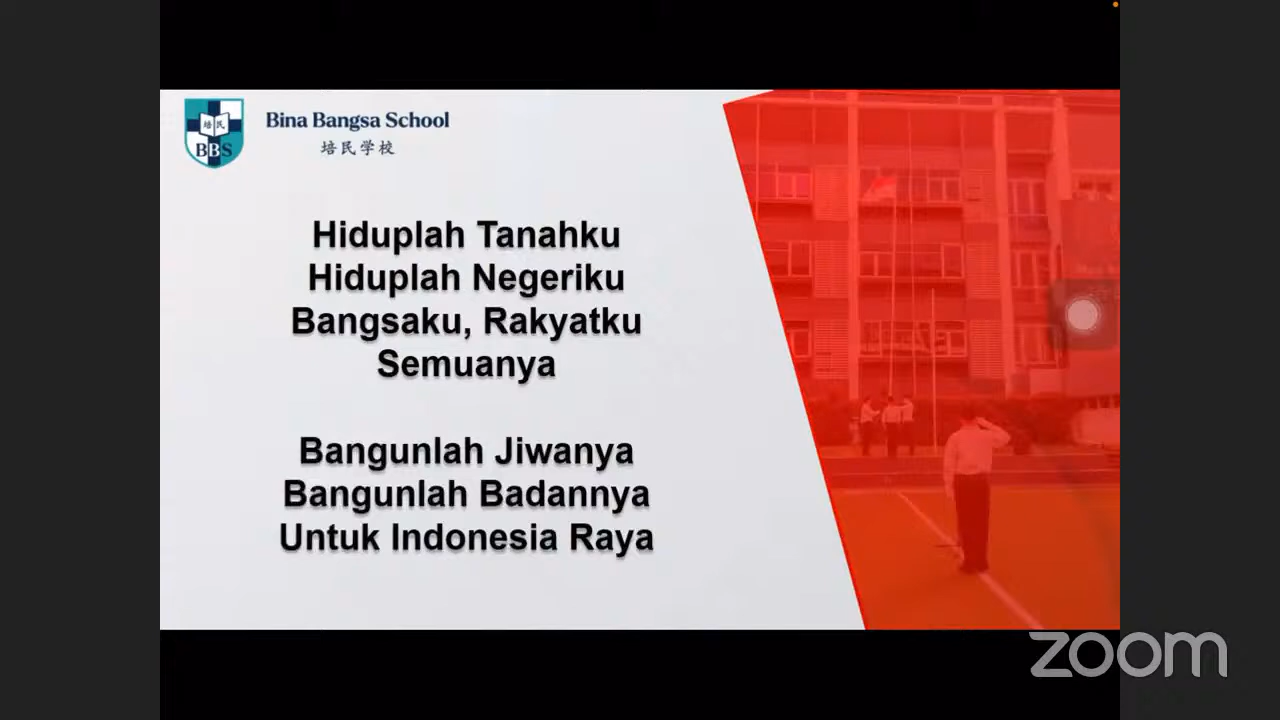 Bina Bangsa School
培民学校
培民
BBS
Hiduplah Tanahku
Hiduplah Negeriku
Bangsaku, Rakyatku
Semuanya
Bangunlah Jiwanya
Bangunlah Badannya
Untuk Indonesia Raya
zoom